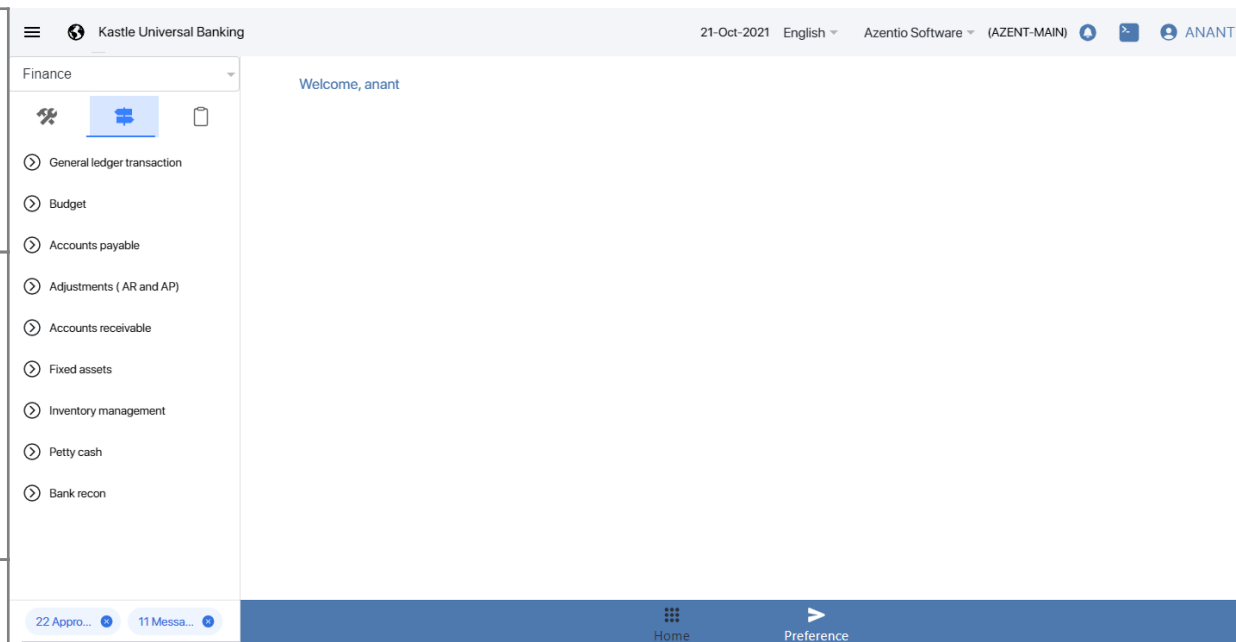 Kastle Universal Banking 21-Oct-2021 English Azentio Software (AZENT-MAIN) ANANT
Finance
Welcome, anant
General ledger transaction
Budget
Accounts payable
Adjustments ( AR and AP)
Accounts receivable
Fixed assets
Inventory management
Petty cash
Bank recon
22 Appro... 11 Messa...
Home Preference